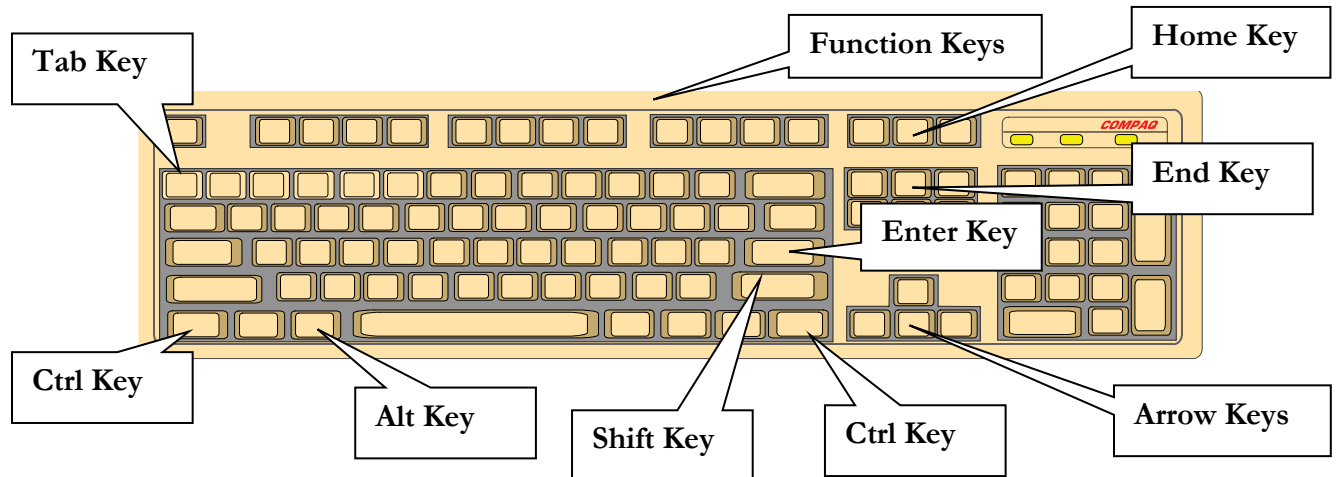 Function Keys
Home Key
Tab Key
COMPAQ
End Key
Enter Key
Ctrl Key
Alt Key
Shift Key
Ctrl Key
Arrow Keys